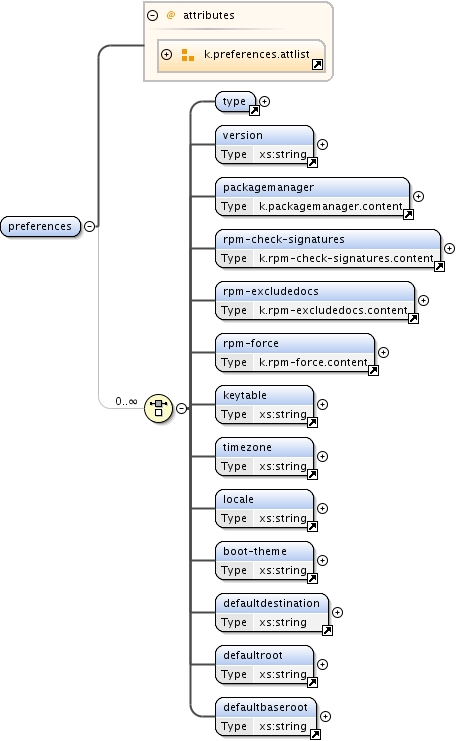 @ attributes
k.preferences.attlist
type
version
Type xs:string
packagemanager
Type k.packagemanager.content
preferences
rpm-check-signatures
Type k.rpm-check-signatures.content
rpm-excludedocs
Type k.rpm-excludedocs.content
rpm-force
Type k.rpm-force.content
0..∞
keytable
Type xs:string
timezone
Type xs:string
locale
Type xs:string
boot-theme
Type xs:string
defaultdestination
Type xs:string
defaultroot
Type xs:string
defaultbaseroot
Type xs:string